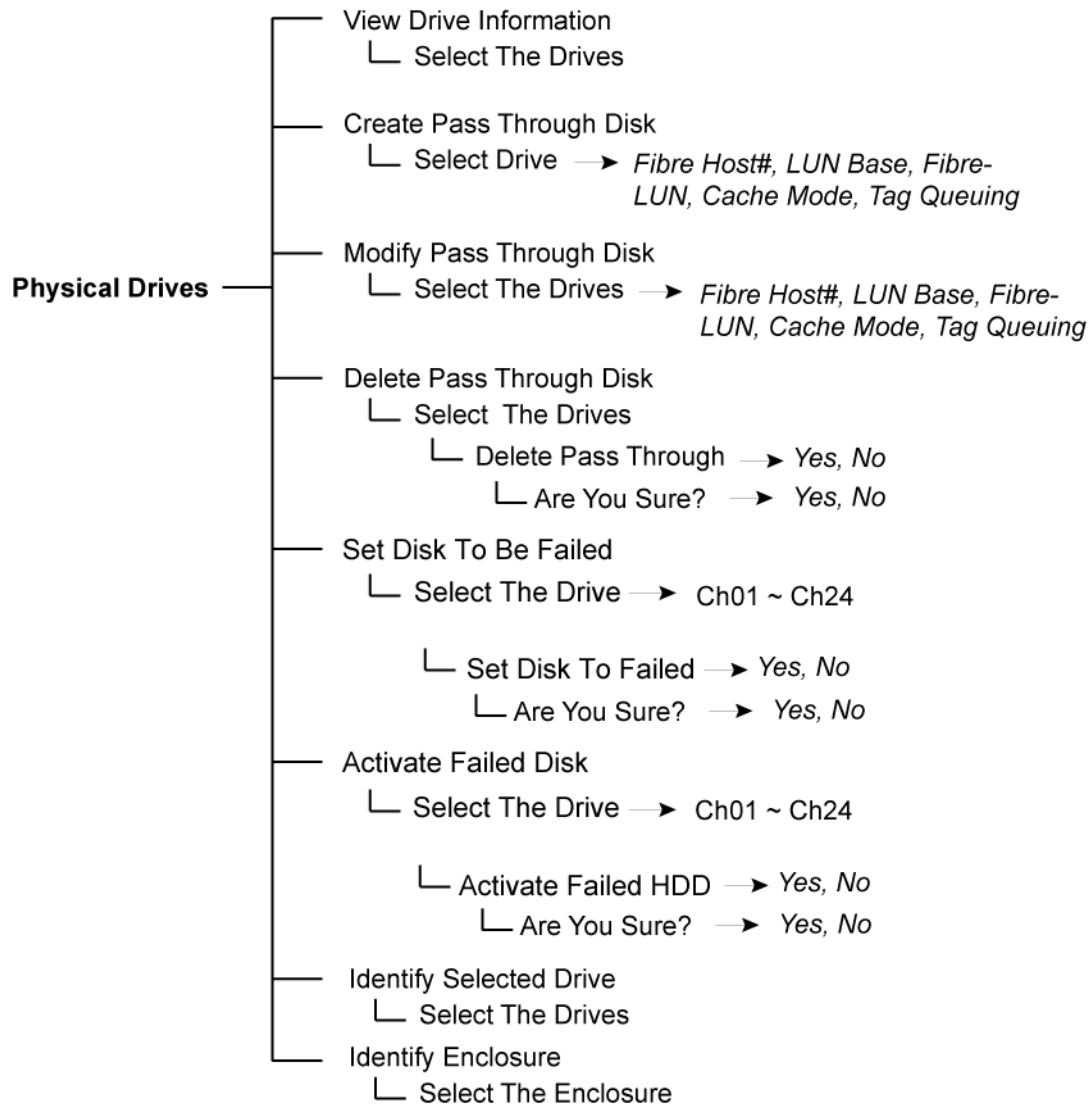 View Drive Information
Select The Drives
Create Pass Through Disk
Select Drive
Fibre Host#, LUN Base, Fibre-
LUN, Cache Mode, Tag Queuing
Modify Pass Through Disk
Physical Drives
Select The Drives
Fibre Host#, LUN Base, Fibre-
LUN, Cache Mode, Tag Queuing
Delete Pass Through Disk
Select The Drives
Delete Pass Through
Yes, No
Are You Sure?
Yes, No
Set Disk To Be Failed
Select The Drive
Ch01 ~ Ch24
Set Disk To Failed
Yes, No
Are You Sure?
Yes, No
Activate Failed Disk
Select The Drive
Ch01 ~ Ch24
Activate Failed HDD
Yes, No
Are You Sure?
Yes, No
Identify Selected Drive
Select The Drives
Identify Enclosure
Select The Enclosure